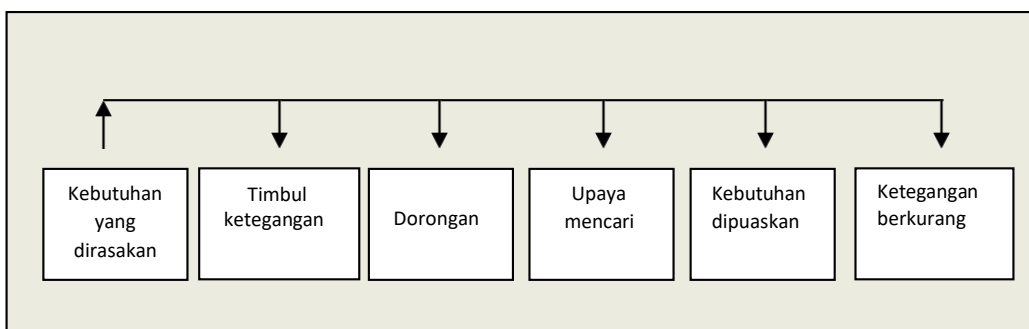 Kebutuhan
yang
dirasakan
Timbul
ketegangan
Dorongan
Upaya
mencari
Kebutuhan
dipuaskan
Ketegangan
berkurang